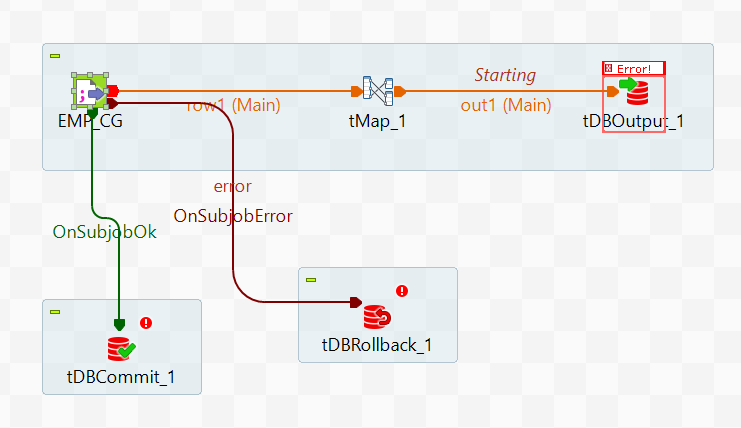 Starting
Error!
row1 (Main)
out1 (Main)
EMP_CG
tMap_1
tDBOutput_1
error
OnSubjobError
OnSubjobOk
tDBRollback_1
tDBCommit_1